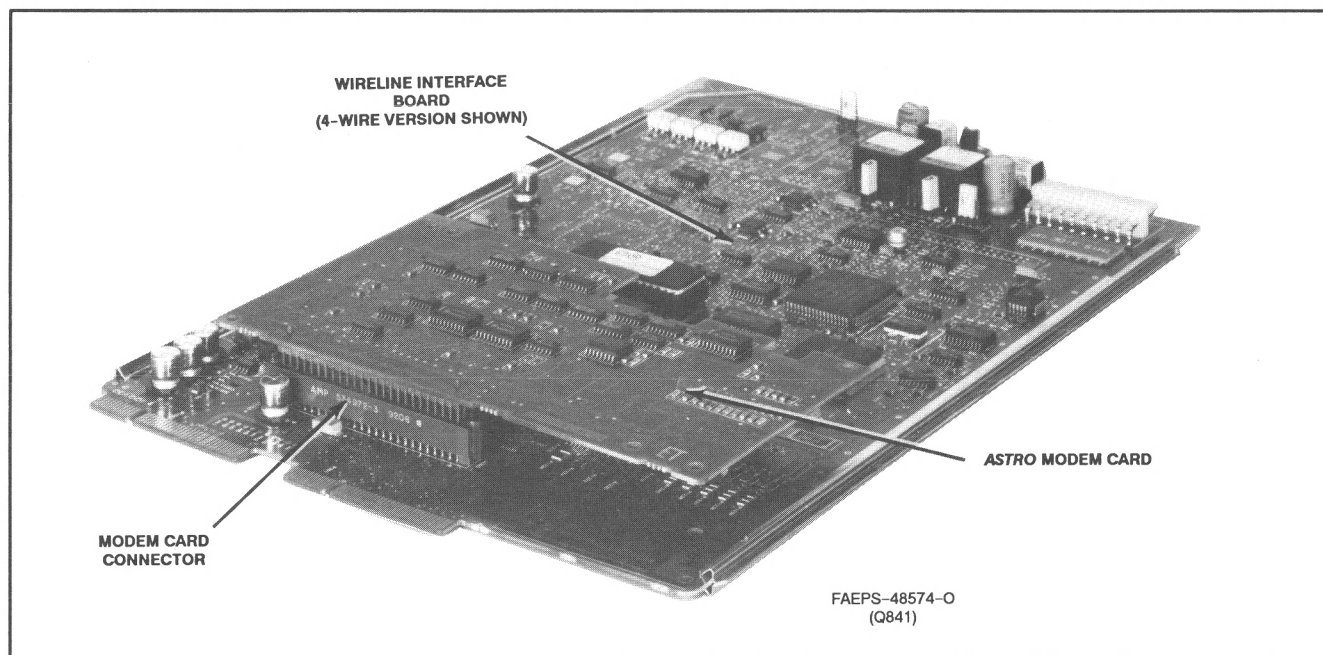 WIRELINE INTERFACE
BOARD
(4-WIRE VERSION SHOWN)
ASTRO MODEM CARD
MODEM CARD
CONNECTOR
FAEPS-48574-O
(Q841)